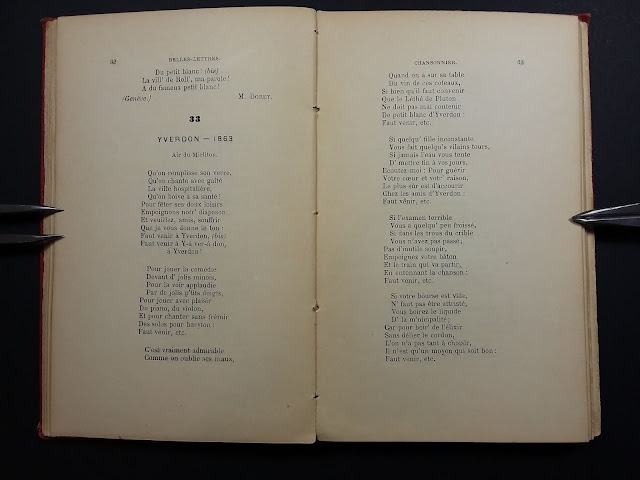 62 BELLES-LETTRES.
Du petit blanc! (bis)
La vill' de Roll', ma parole!
A du fameux petit blanc!
(Genève.) M. DORET.
33
YVERDON — 1863
Air du Mirliton.
Qu'on remplisse son verre,
Qu'on chante avec gaîté
La ville hospitalière,
Qu'on boive à sa santé!
Pour fêter ses doux loisirs
Empoignons notr' diapason.
Et veuillez, amis, souffrir
Que je vous donne le ton:
Faut venir à Yverdon, (bis)
Faut venir à Y-à ver-à don,
à Yverdon!
Pour jouer la comédie
Devant d' jolis minois,
Pour la voir applaudie
Par de jolis p'tits doigts,
Pour jouer avec plaisir
Du piano, du violon,
Et pour chanter sans frémir
Des solos pour baryton:
Faut venir, etc.
C'est vraiment admirable
Comme on oublie ses maux,
CHANSONNIER. 63
Quand on a sur sa table
Du vin de ces coteaux,
Si bien qu'il faut convenir
Que le Léthé de Pluton
Ne doit pas mal contenir
De petit blanc d'Yverdon:
Faut venir, etc.
Si quelqu' fille inconstante
Vous fait quelqu's vilains tours,
Si jamais l'eau vous tente
D' mettre fin à vos jours,
Ecoutez-moi: Pour guérir
Votre cœur et votr' raison,
Le plus sûr est d'accourir
Chez les amis d'Yverdon:
Faut venir, etc.
Si l'examen terrible
Vous a quelqu' peu froissé,
Si dans les trous du crible
Vous n'avez pas passé,
Pas d'inutile soupir,
Empoignez votre bâton
Et le train qui va partir,
En entonnant la chanson:
Faut venir, etc.
Si votre bourse est vide,
N' faut pas être attristé,
Vous boirez le liquide
D' la municipalité;
Car pour boir' de l'élixir
Sans délier le cordon,
L'on n'a pas tant à choisir,
Il n'est qu'un moyen qui soit bon:
Faut venir, etc.